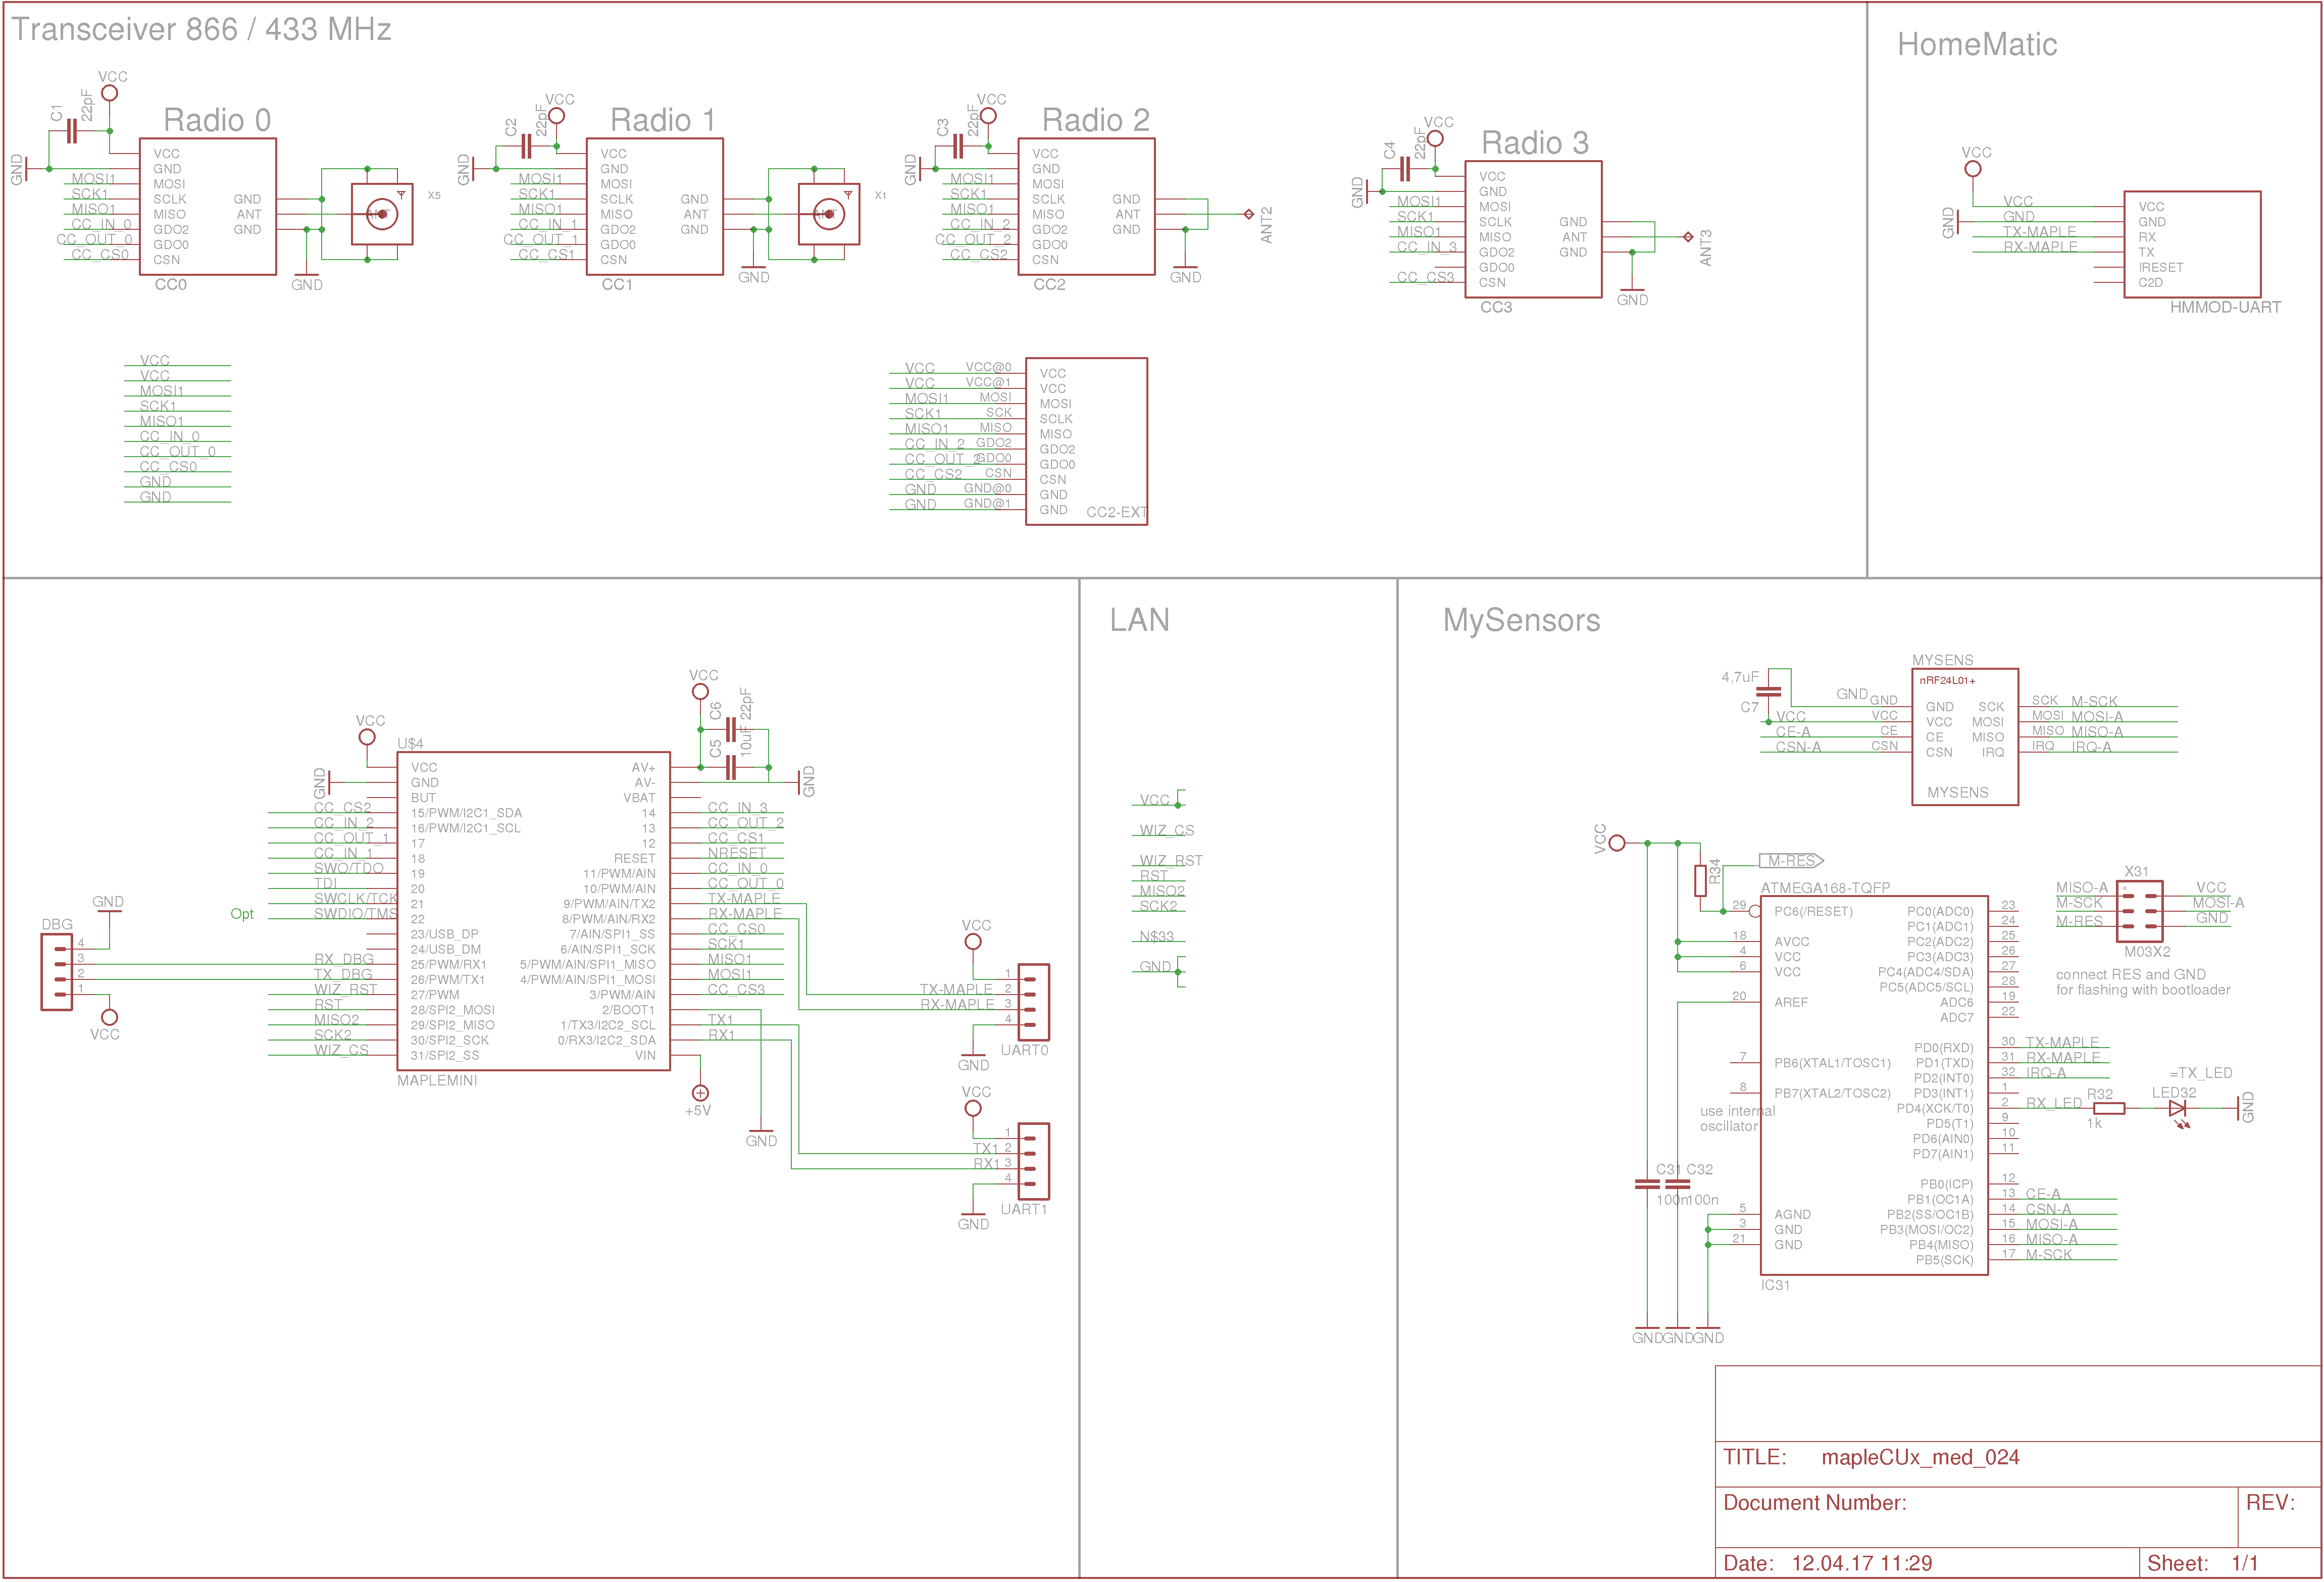 Transceiver 866 / 433 MHz
HomeMatic
VCC
C1
22pF
GND
Radio 0
VCC
GND
MOSI
SCLK
MISO
GDO2
GDO0
CSN
MOSI1
SCK1
MISO1
CC_IN_0
CC_OUT_0
CC_CS0
GND
ANT
GND
CC0
GND
ANT
X5
VCC
C2
22pF
GND
Radio 1
VCC
GND
MOSI
SCLK
MISO
GDO2
GDO0
CSN
MOSI1
SCK1
MISO1
CC_IN_1
CC_OUT_1
CC_CS1
GND
ANT
GND
CC1
GND
ANT
X1
VCC
C3
22pF
GND
Radio 2
VCC
GND
MOSI
SCLK
MISO
GDO2
GDO0
CSN
MOSI1
SCK1
MISO1
CC_IN_2
CC_OUT_2
CC_CS2
GND
ANT
GND
CC2
GND
ANT2
VCC
C4
22pF
GND
Radio 3
VCC
GND
MOSI
SCLK
MISO
GDO2
GDO0
CSN
MOSI1
SCK1
MISO1
CC_IN_3
CC_CS3
GND
ANT
GND
CC3
GND
ANT3
VCC
GND
VCC
GND
TX-MAPLE
RX-MAPLE
VCC
GND
RX
TX
!RESET
C2D
HMMOD-UART
VCC
VCC
MOSI1
SCK1
MISO1
CC_IN_0
CC_OUT_0
CC_CS0
GND
GND
VCC VCC@0 VCC
VCC VCC@1 VCC
MOSI1 MOSI MOSI
SCK1 SCK SCLK
MISO1 MISO MISO
CC_IN_2 GDO2 GDO2
CC_OUT_2 GDO0 GDO0
CC_CS2 CSN CSN
GND GND@0 GND
GND GND@1 GND
CC2-EXT
VCC
GND
U$4
VCC
GND
BUT
CC_CS2 15/PWM/I2C1_SDA
CC_IN_2 16/PWM/I2C1_SCL
CC_OUT_1 17
CC_IN_1 18
SWO/TDO 19
TDI 20
SWCLK/TCK 21
Opt SWDIO/TMS 22
23/USB_DP
24/USB_DM
RX_DBG 25/PWM/RX1
TX_DBG 26/PWM/TX1
WIZ_RST 27/PWM
RST 28/SPI2_MOSI
MISO2 29/SPI2_MISO
SCK2 30/SPI2_SCK
WIZ_CS 31/SPI2_SS
MAPLEMINI
GND
DBG
4
3
2
1
VCC
VCC
C6
22pF
C5
10uF
GND
AV+
AV-
VBAT
14 CC_IN_3
13 CC_OUT_2
12 CC_CS1
RESET NRESET
11/PWM/AIN CC_IN_0
10/PWM/AIN CC_OUT_0
9/PWM/AIN/TX2 TX-MAPLE
8/PWM/AIN/RX2 RX-MAPLE
7/AIN/SPI1_SS CC_CS0
6/AIN/SPI1_SCK SCK1
5/PWM/AIN/SPI1_MISO MISO1
4/PWM/AIN/SPI1_MOSI MOSI1
3/PWM/AIN CC_CS3
2/BOOT1
1/TX3/I2C2_SCL TX1
0/RX3/I2C2_SDA RX1
VIN
+5V
GND
VCC
1
TX-MAPLE 2
RX-MAPLE 3
4
UART0
GND
VCC
1
TX1 2
RX1 3
4
UART1
GND
LAN
VCC
WIZ_CS
WIZ_RST
RST
MISO2
SCK2
N$33
GND
MySensors
4,7uF
C7
MYSENS
nRF24L01+
GND GND GND
VCC VCC VCC
CE-A CE CE
CSN-A CSN CSN
SCK SCK M-SCK
MOSI MOSI MOSI-A
MISO MISO MISO-A
IRQ IRQ IRQ-A
MYSENS
VCC
R34
M-RES
ATMEGA168-TQFP
29 PC6(/RESET)
18 AVCC
4 VCC
6 VCC
20 AREF
7 PB6(XTAL1/TOSC1)
8 PB7(XTAL2/TOSC2)
use internal
oscillator
5 AGND
3 GND
21 GND
PC0(ADC0) 23
PC1(ADC1) 24
PC2(ADC2) 25
PC3(ADC3) 26
PC4(ADC4/SDA) 27
PC5(ADC5/SCL) 28
ADC6 19
ADC7 22
PD0(RXD) 30 TX-MAPLE
PD1(TXD) 31 RX-MAPLE
PD2(INT0) 32 IRQ-A
PD3(INT1) 1
PD4(XCK/T0) 2 RX_LED
PD5(T1) 9
PD6(AIN0) 10
PD7(AIN1) 11
PB0(ICP) 12
PB1(OC1A) 13 CE-A
PB2(SS/OC1B) 14 CSN-A
PB3(MOSI/OC2) 15 MOSI-A
PB4(MISO) 16 MISO-A
PB5(SCK) 17 M-SCK
IC31
C31 C32
100n 100n
GND GND GND
X31
MISO-A VCC
M-SCK MOSI-A
M-RES GND
M03X2
connect RES and GND
for flashing with bootloader
=TX_LED
R32
1k
LED32
GND
TITLE: mapleCUx_med_024
Document Number:
REV:
Date: 12.04.17 11:29
Sheet: 1/1